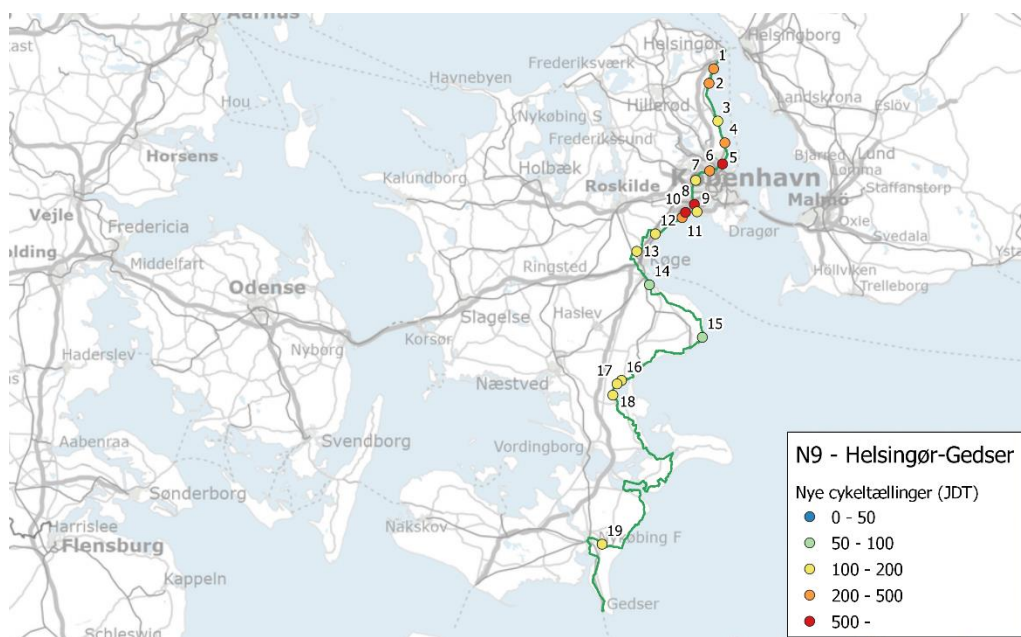 Aarhus
Helsingør
Helsingborg
1
Frederiksværk
Havnebyen
2
Landskrona
Hillerød
Eslöv
Hou
Nykøbing S
3
Frederikssund
4
Horsens
Bjärred
Lund
Lomma
5
6
Holbæk
7
København
Staffanstorp
Kalundborg
Roskilde
8
9
Malmö
Vejle
10
Oxie
Fredericia
12
11
Dragør
Svedala
Ysta
olding
Middelfart
13
Køge
Höllviken
Ringsted
14
Trelleborg
Odense
Slagelse
Haslev
15
Korsør
Nyborg
Haderslev
17
16
Næstved
18
Svendborg
Vordingborg
Aabenraa
Sønderborg
Nakskov
19
Nykøbing F
Harrislee
Flensburg
Kappeln
Gedser
Schleswig
N9 - Helsingør-Gedser
Nye cykeltællinger (JDT)
0 - 50
50 - 100
100 - 200
200 - 500
500 -